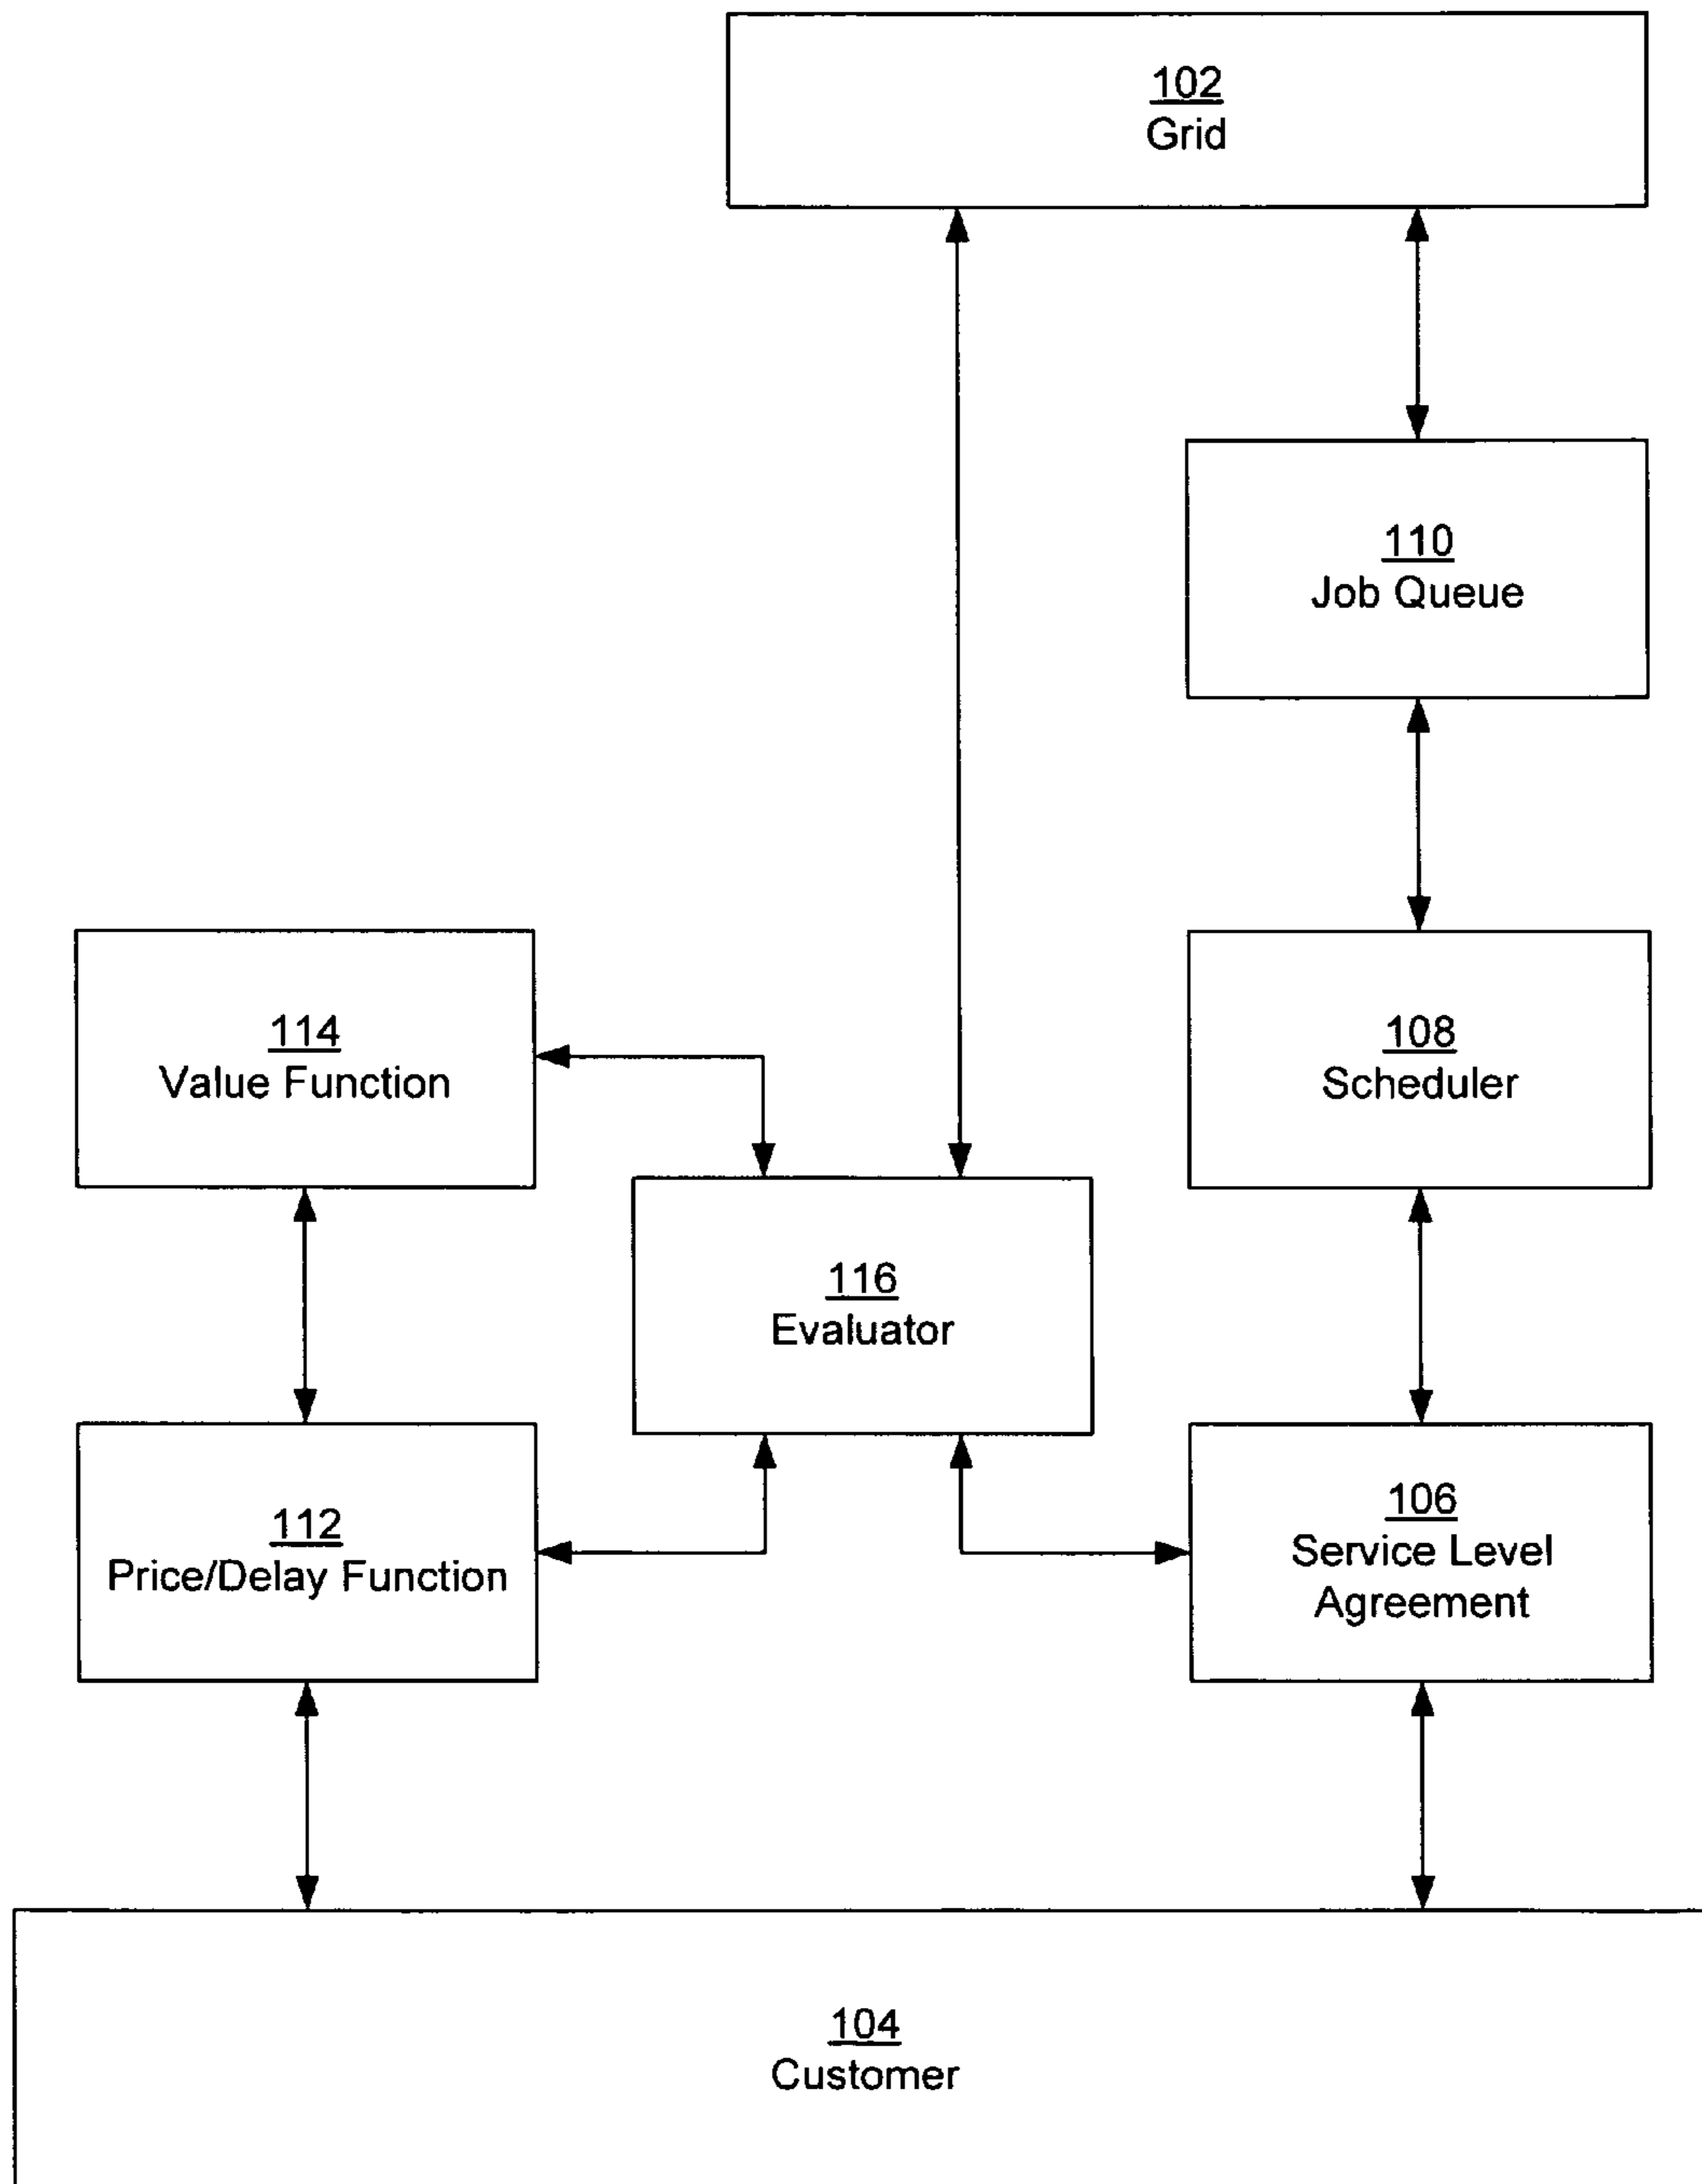 102
Grid
110
Job Queue
114
Value Function
108
Scheduler
116
Evaluator
112
Price/Delay Function
106
Service Level
Agreement
104
Customer